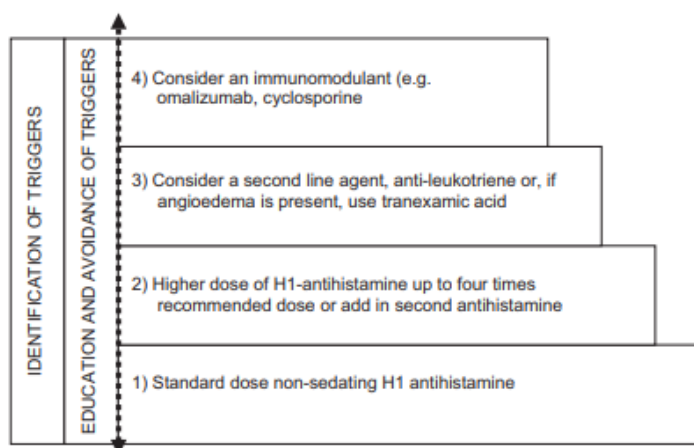 IDENTIFICATION OF TRIGGERS
EDUCATION AND AVOIDANCE OF TRIGGERS
4) Consider an immunomodulant (e.g.
omalizumab, cyclosporine
3) Consider a second line agent, anti-leukotriene or, if
angioedema is present, use tranexamic acid
2) Higher dose of H1-antihistamine up to four times
recommended dose or add in second antihistamine
1) Standard dose non-sedating H1 antihistamine